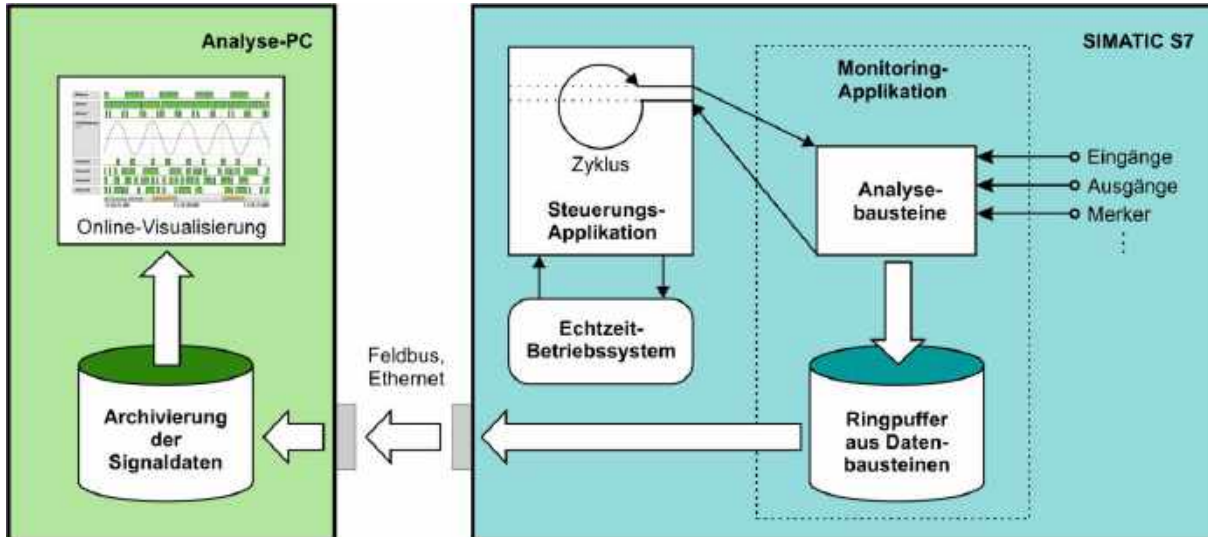 Analyse-PC
Online-Visualisierung
Archivierung
der
Signaldaten
Feldbus,
Ethernet
SIMATIC S7
Zyklus
Steuerungs-
Applikation
Echtzeit-
Betriebssystem
Monitoring-
Applikation
Analyse-
bausteine
Eingänge
Ausgänge
Merker
Ringpuffer
aus Daten-
bausteinen